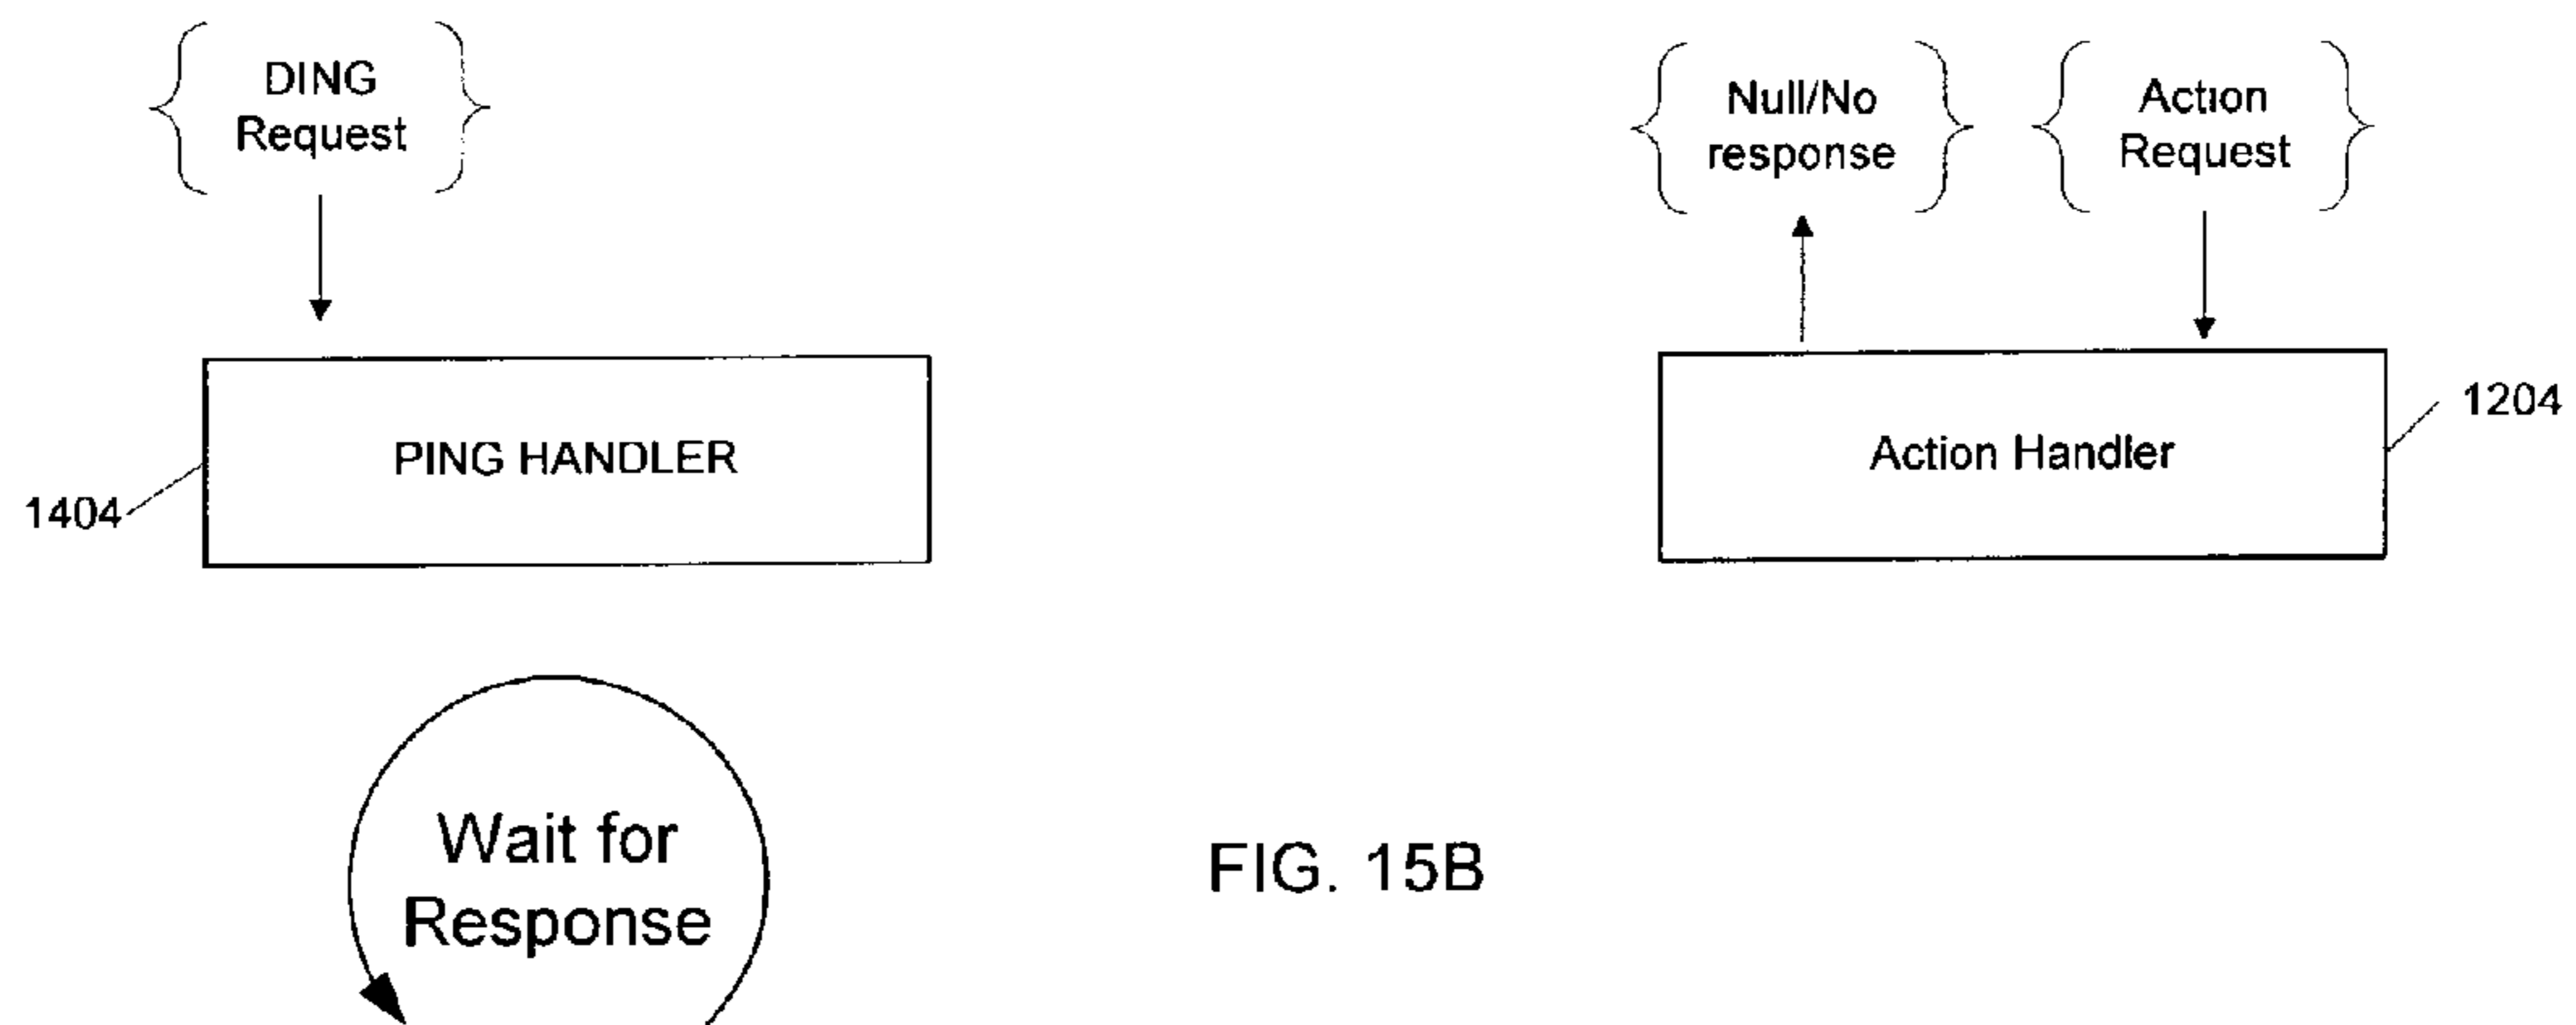 DING
Request
Null/No
response
Action
Request
PING HANDLER
1404
Action Handler
1204
Wait for
Response
FIG. 15B